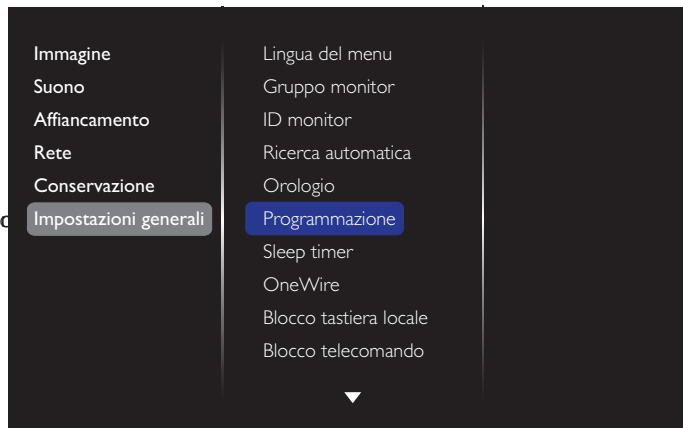 Immagine
Suono
Affiancamento
Rete
Conservazione
Impostazioni generali
Lingua del menu
Gruppo monitor
ID monitor
Ricerca automatica
Orologio
Programmazione
Sleep timer
OneWire
Blocco tastiera locale
Blocco telecomando